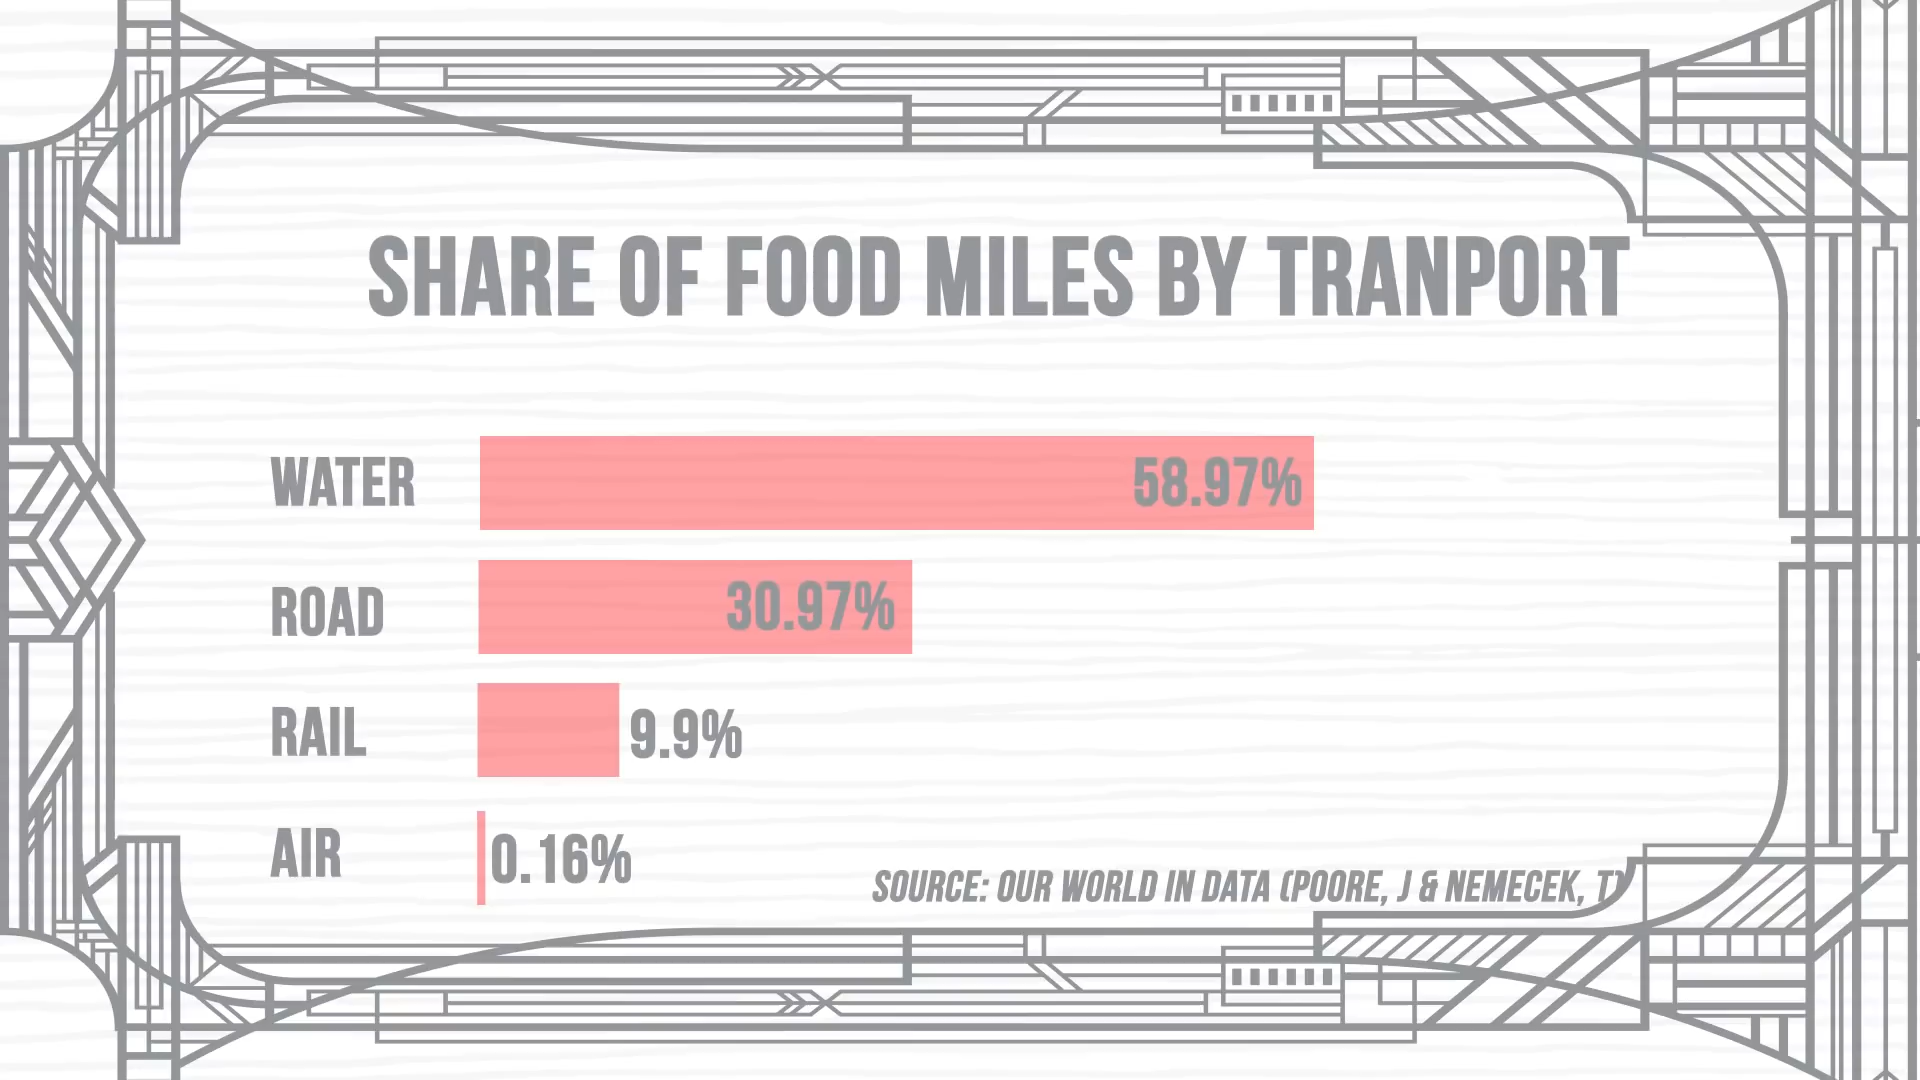 SHARE OF FOOD MILES BY TRANPORT
WATER 58.97%
ROAD 30.97%
RAIL 9.9%
AIR 0.16%
SOURCE: OUR WORLD IN DATA (POORE, J & NEMECEK, T)